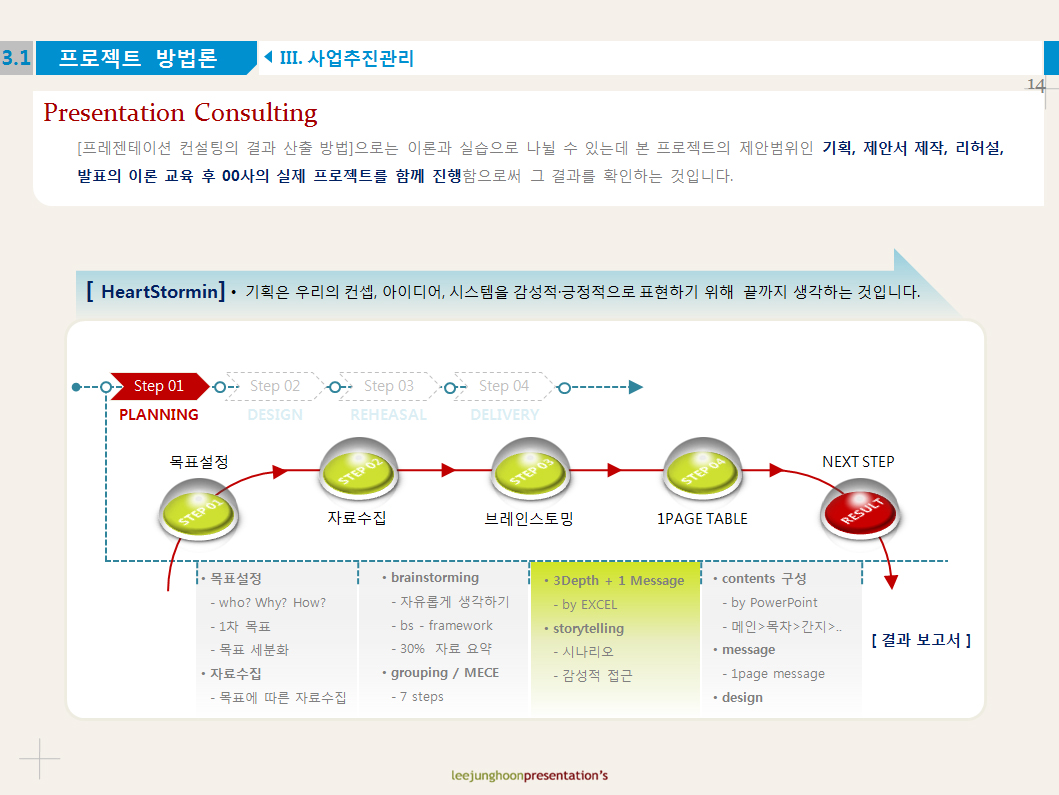 3.1
프로젝트 방법론
III. 사업추진관리
14
Presentation Consulting
[프레젠테이션 컨설팅의 결과 산출 방법]으로는 이론과 실습으로 나뉠 수 있는데 본 프로젝트의 제안범위인 기획, 제안서 제작, 리허설,
발표의 이론 교육 후 00사의 실제 프로젝트를 함께 진행함으로써 그 결과를 확인하는 것입니다.
[ HeartStormin] • 기획은 우리의 컨셉, 아이디어, 시스템을 감성적·긍정적으로 표현하기 위해 끝까지 생각하는 것입니다.
Step 01
Step 02
Step 03
Step 04
PLANNING
DESIGN
REHEASAL
DELIVERY
목표설정
NEXT STEP
STEP 01
STEP 02
STEP 03
STEP 04
RESULT
자료수집
브레인스토밍
1PAGE TABLE
• 목표설정
- who? Why? How?
- 1차 목표
- 목표 세분화
• 자료수집
- 목표에 따른 자료수집
• brainstorming
- 자유롭게 생각하기
- bs - framework
- 30% 자료 요약
• grouping / MECE
- 7 steps
• 3Depth + 1 Message
- by EXCEL
• storytelling
- 시나리오
- 감성적 접근
• contents 구성
- by PowerPoint
- 메인>목차>간지>..
• message
- 1page message
• design
[ 결과 보고서 ]
leejunghoonpresentation's